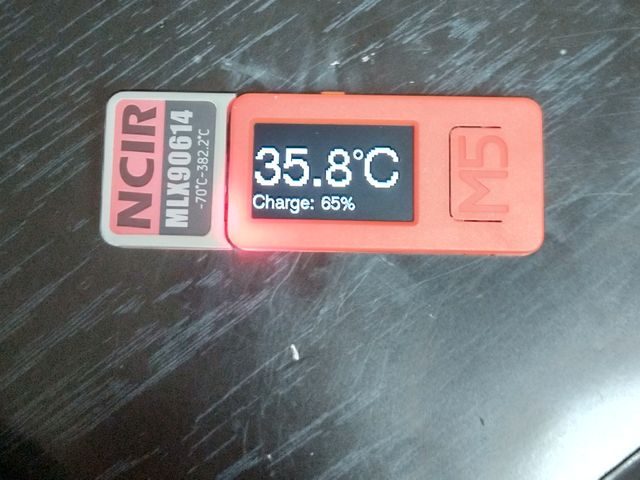 NCIR
MLX90614
-70°C-382.2°C
35.8°C
Charge: 65%
M5